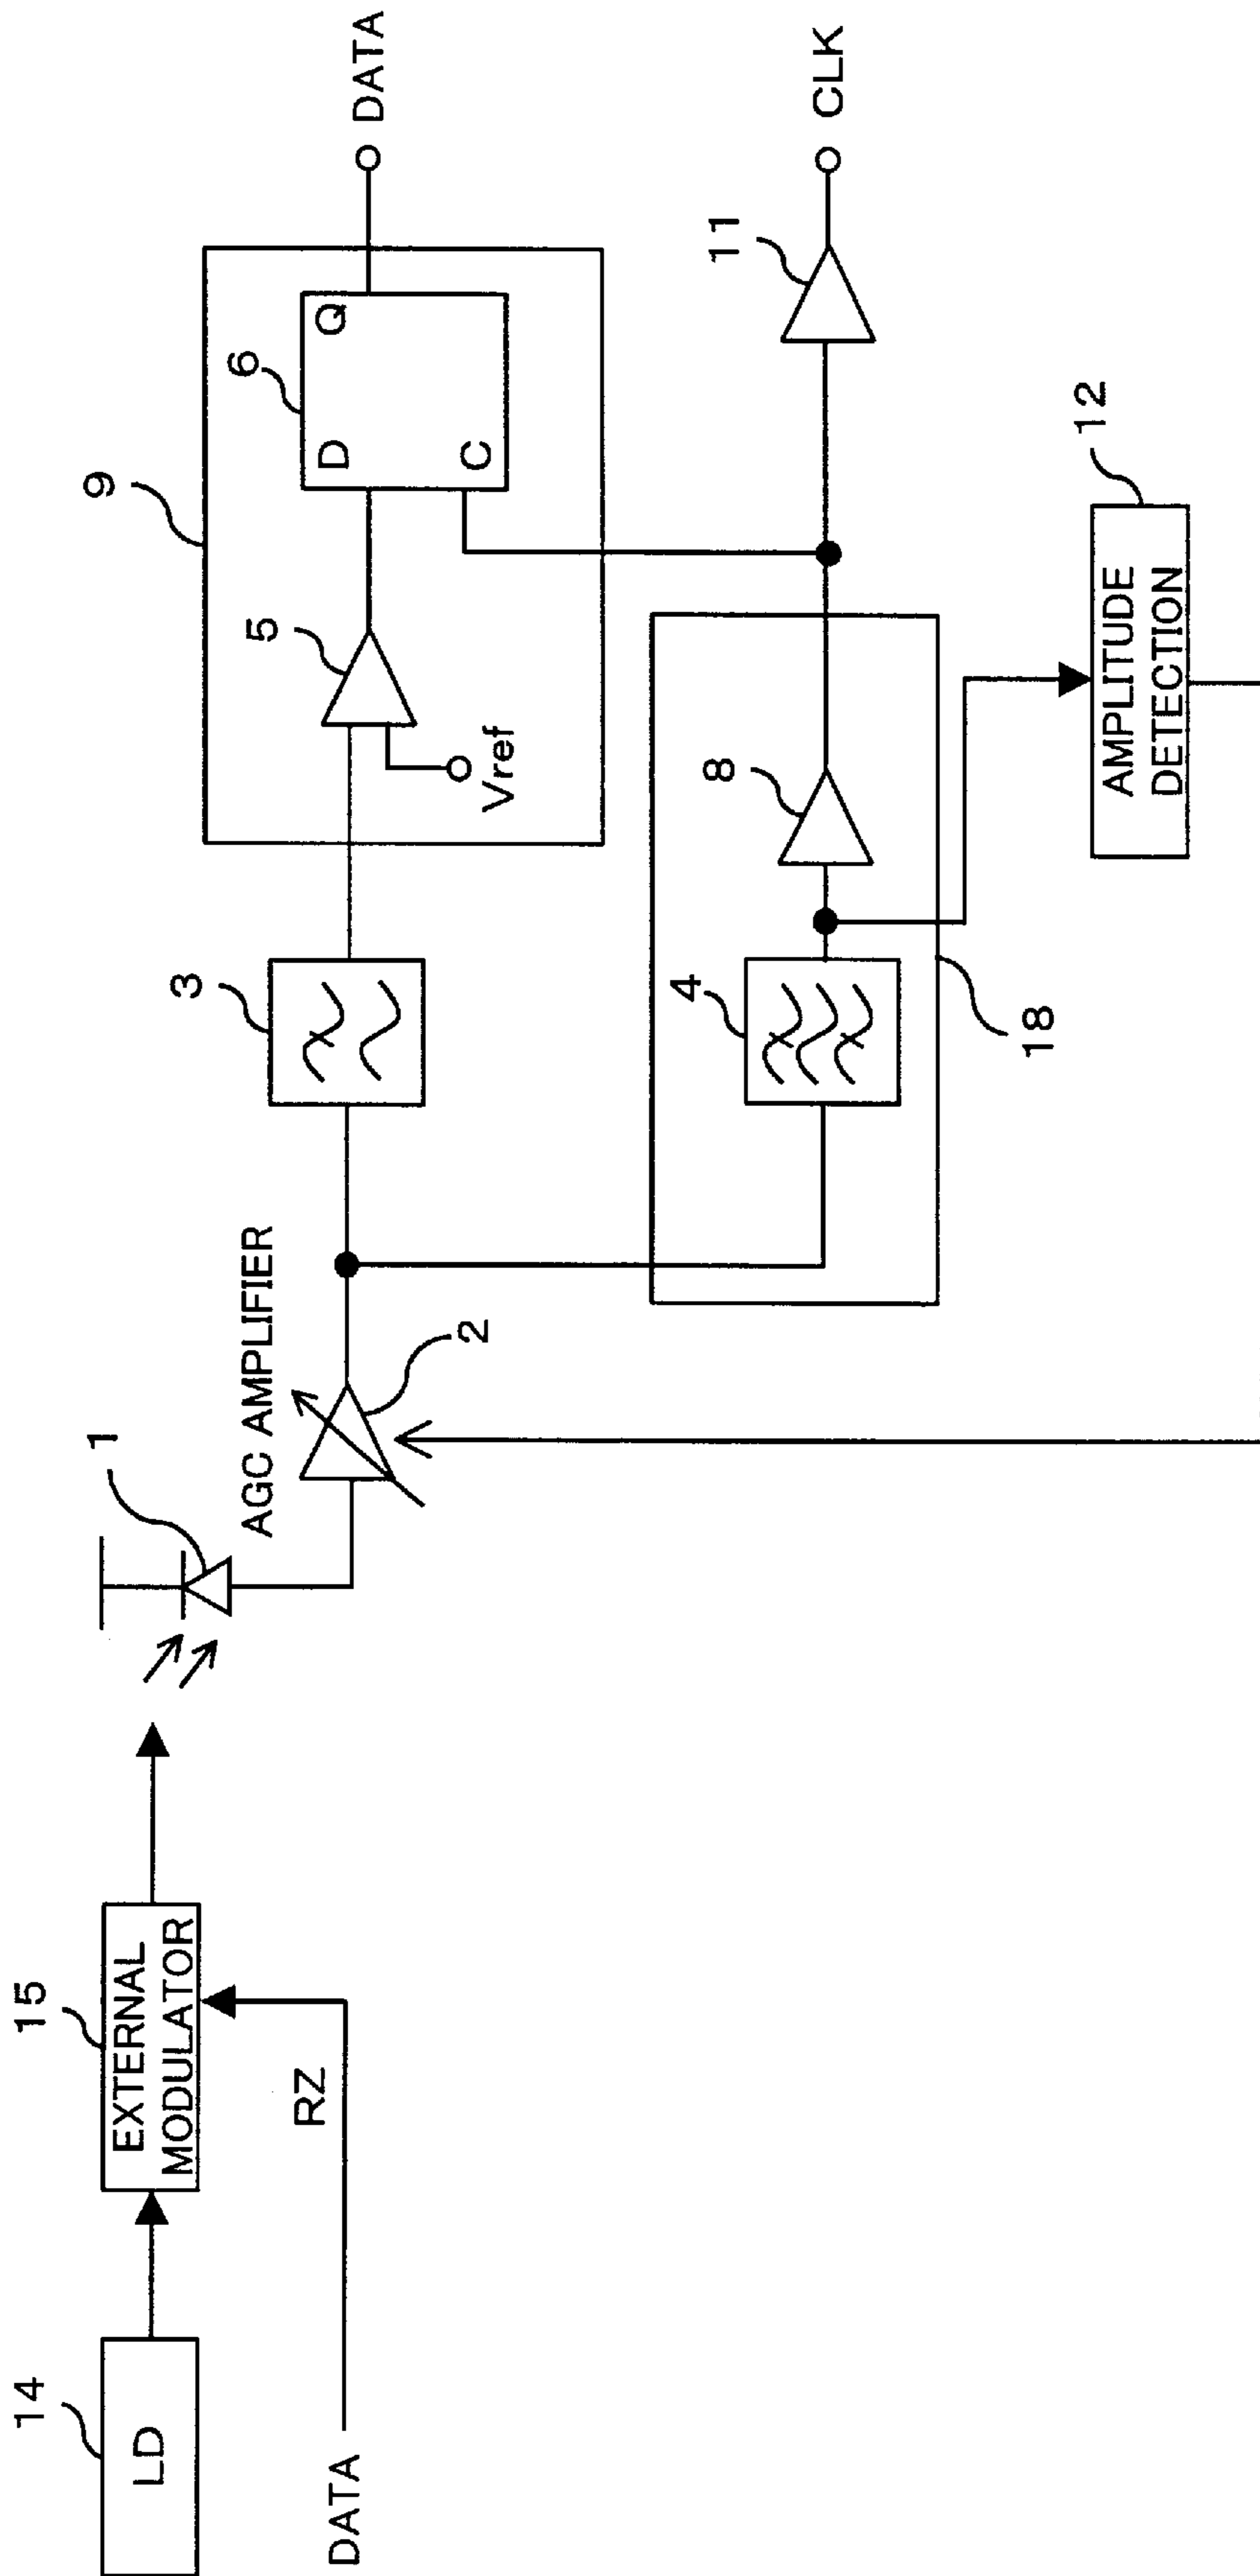 14
LD
15
EXTERNAL
MODULATOR
DATA
RZ
1
AGC AMPLIFIER
2
3
9
5
Vref
6
D
Q
C
DATA
4
8
18
11
CLK
12
AMPLITUDE
DETECTION